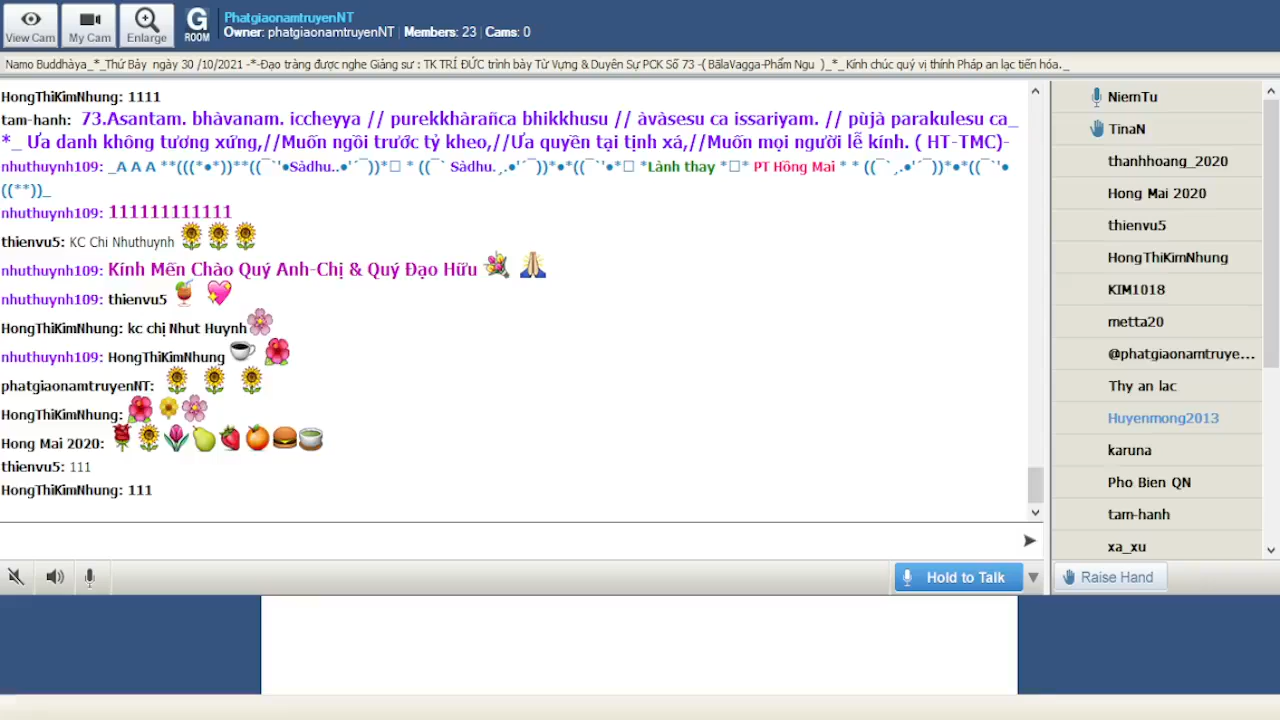 View Cam
My Cam
Enlarge
G
ROOM
PhatgiaonamtruyenNT
Owner: phatgiaonamtruyenNT | Members: 23 | Cams: 0
Namo Buddhàya_*_Thứ Bảy ngày 30 /10/2021 -*-Đạo tràng được nghe Giảng sư : TK TRÍ ĐỨC trình bày Từ Vựng & Duyên Sự PCK Số 73 -( BãlaVagga-Phẩm Ngu )_*_ Kính chúc quý vị thính Pháp an lạc tiến hóa._
HongThiKimNhung: 1111
tam-hanh: 73.Asantam. bhàvanam. iccheyya // purekkhàrañca bhikkhusu // àvàsesu ca issariyam. // pùjà parakulesu ca_
*_ Ưa danh không tương xứng,//Muốn ngồi trước tỷ kheo,//Ưa quyền tại tịnh xá,//Muốn mọi người lễ kính. ( HT-TMC)-
nhuthuynh109: _A A A **(((*●*))**((¯`'●Sàdhu..●'´¯))*□ * ((¯` Sàdhu.¸.●'´¯))*●*((¯`'●*□ *Lành thay *□* PT Hồng Mai * * ((¯`¸.●'´¯))*●*((¯`'●
((**))_
nhuthuynh109: 111111111111
thienvu5: KC Chi Nhuthuynh 🌻🌻🌻
nhuthuynh109: Kính Mến Chào Quý Anh-Chị & Quý Đạo Hữu 💐 🙏
nhuthuynh109: thienvu5 🍹 💖
HongThiKimNhung: kc chị Nhut Huynh🌸
nhuthuynh109: HongThiKimNhung ☕ 🌺
phatgiaonamtruyenNT: 🌻 🌻 🌻
HongThiKimNhung: 🌺🌼🌸
Hong Mai 2020: 🌹🌻🌷🍐🍓🍊🍔🍵
thienvu5: 111
HongThiKimNhung: 111
Hold to Talk
NiemTu
TinaN
thanhhoang_2020
Hong Mai 2020
thienvu5
HongThiKimNhung
KIM1018
metta20
@phatgiaonamtruye...
Thy an lac
Huyenmong2013
karuna
Pho Bien QN
tam-hanh
xa_xu
Raise Hand